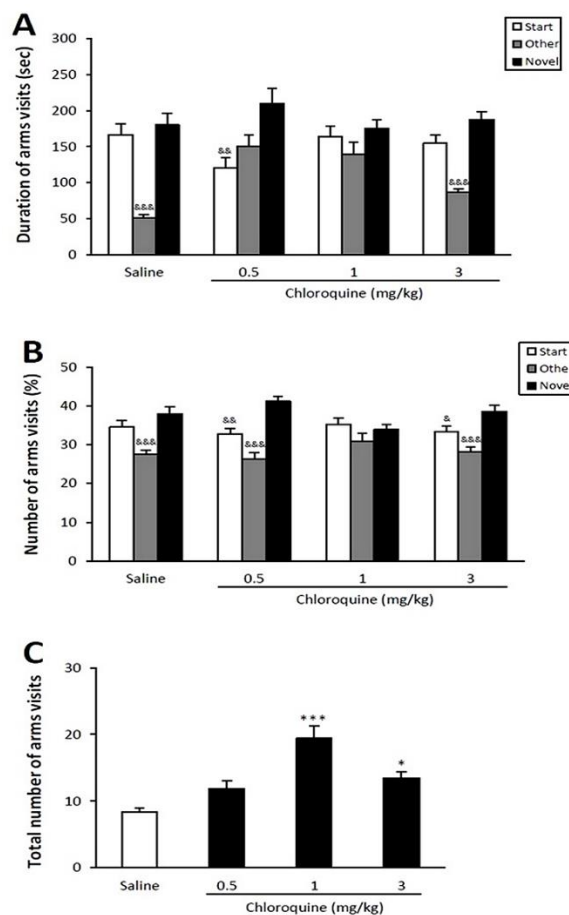 A
Start
Other
Novel
Duration of arms visits (sec)
300
250
200
150
100
50
0
&&& && &&&
Saline 0.5 1 3
Chloroquine (mg/kg)
B
Start
Other
Novel
Number of arms visits (%)
50
40
30
20
10
0
&&& && &&& & &&&
Saline 0.5 1 3
Chloroquine (mg/kg)
C
Total number of arms visits
30
20
10
0
*** *
Saline 0.5 1 3
Chloroquine (mg/kg)